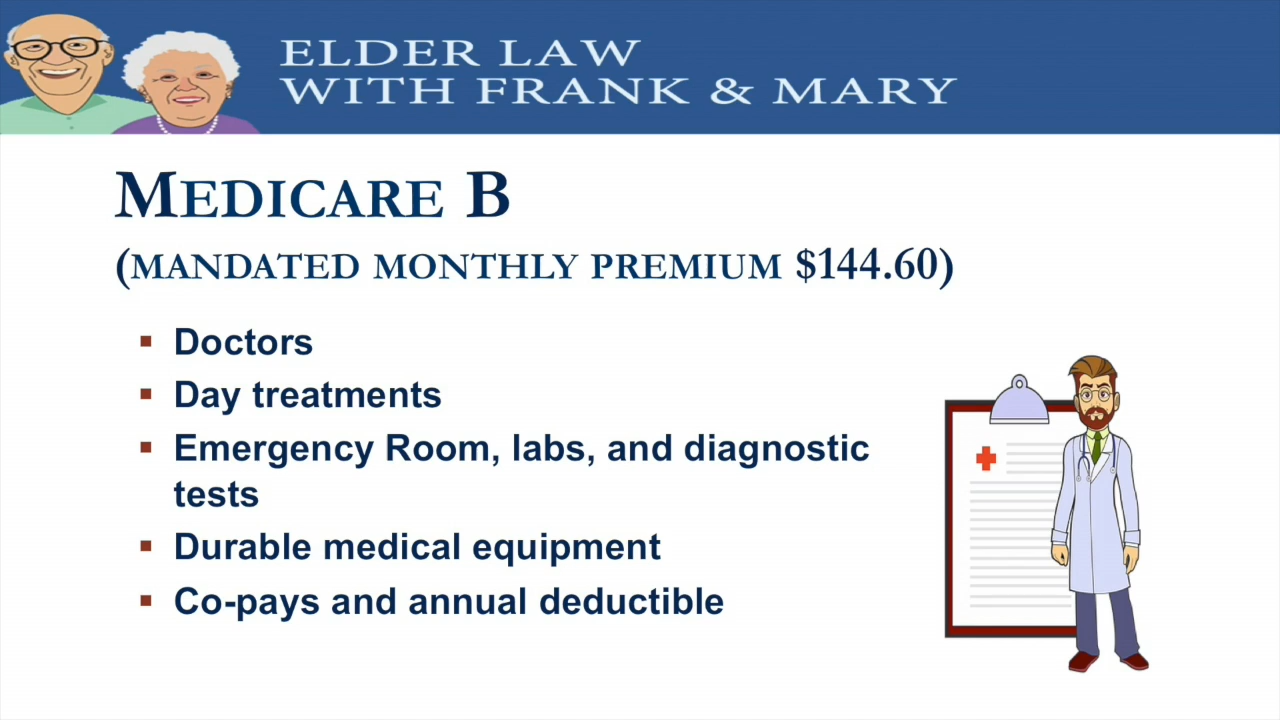 ELDER LAW
WITH FRANK & MARY
MEDICARE B
(MANDATED MONTHLY PREMIUM $144.60)
▪ Doctors
▪ Day treatments
▪ Emergency Room, labs, and diagnostic
tests
▪ Durable medical equipment
▪ Co-pays and annual deductible